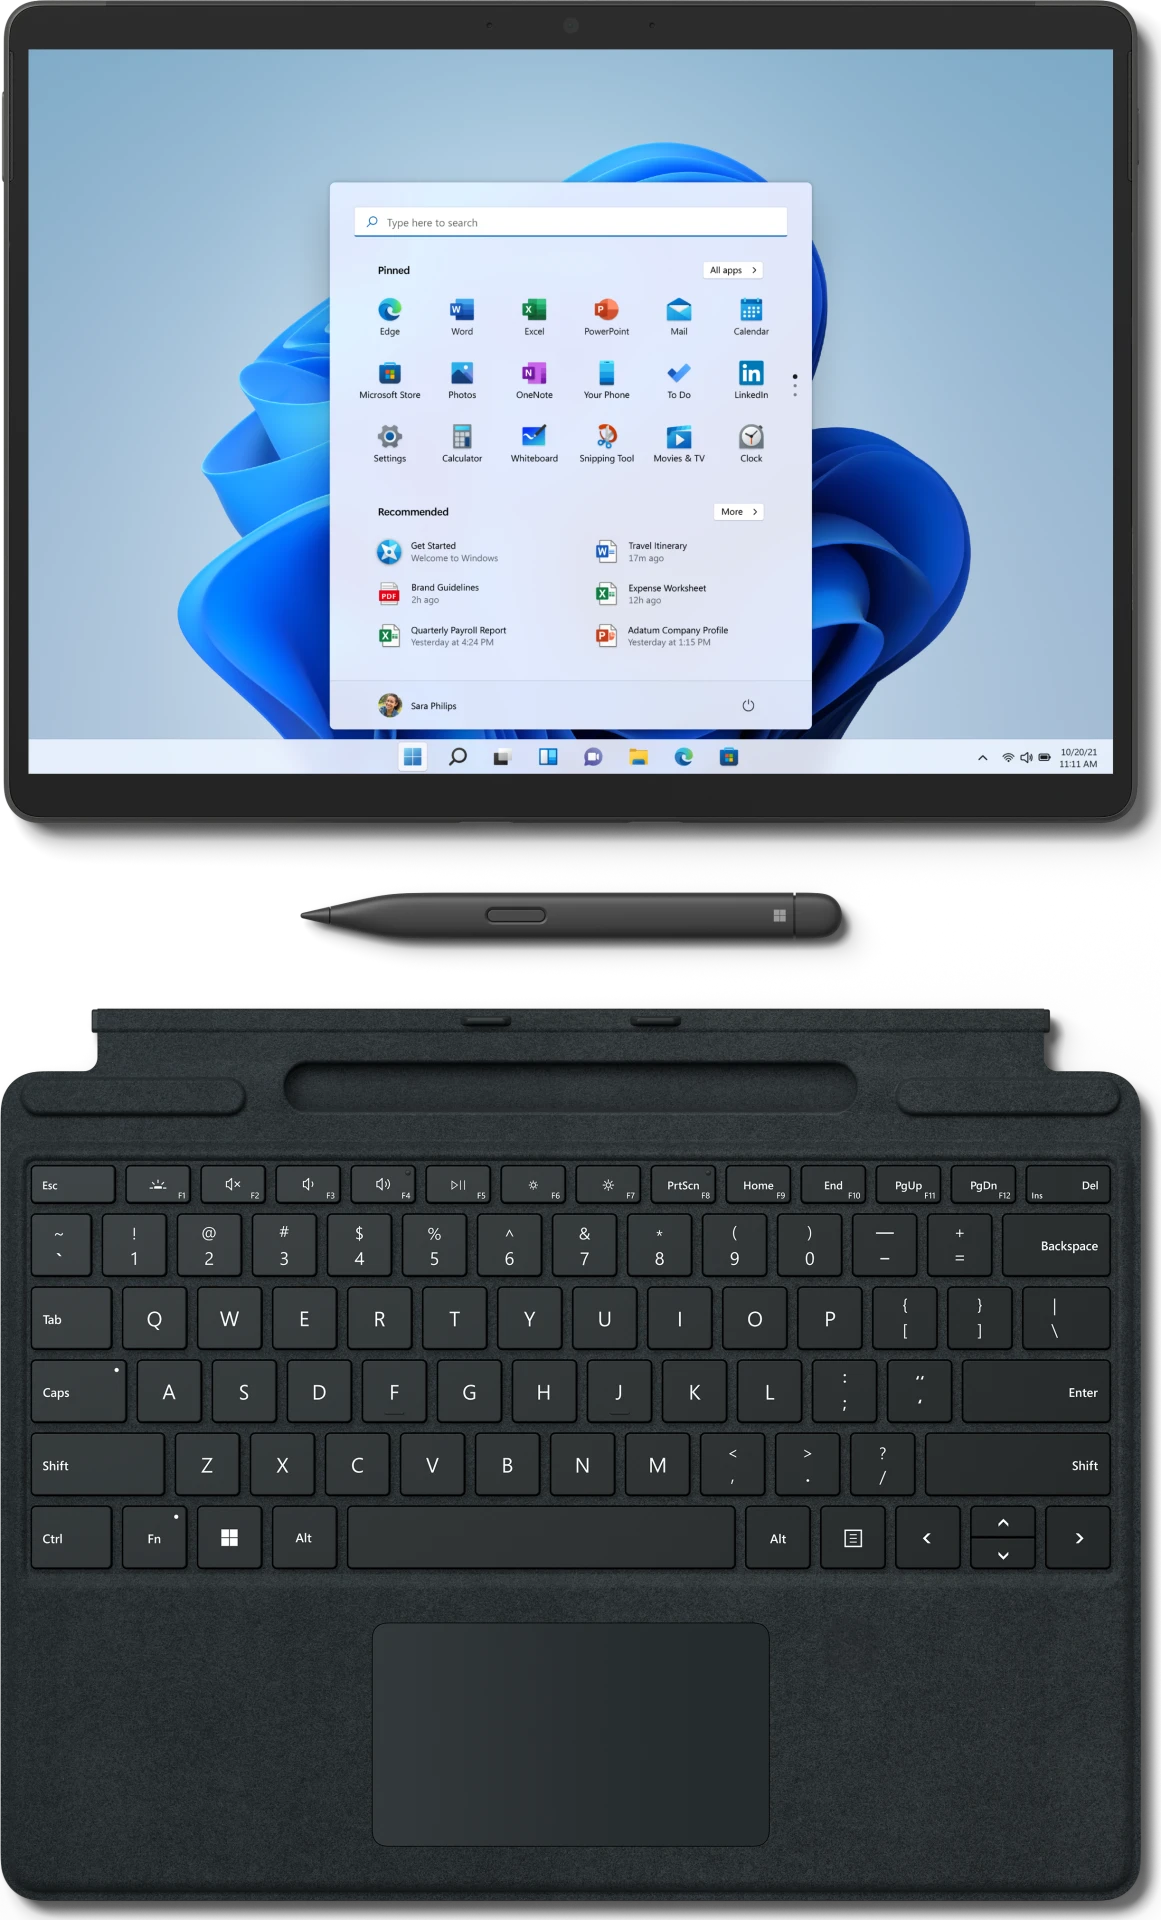 Type here to search
Pinned
All apps >
Edge Word Excel PowerPoint Mail Calendar
Microsoft Store Photos OneNote Your Phone To Do LinkedIn
Settings Calculator Whiteboard Snipping Tool Movies & TV Clock
Recommended
More >
Get Started
Welcome to Windows
Travel Itinerary
17m ago
Brand Guidelines
2h ago
Expense Worksheet
12h ago
Quarterly Payroll Report
Yesterday at 4:24 PM
Adatum Company Profile
Yesterday at 1:15 PM
Sara Philips
10/20/21
11:11 AM
Esc F1 F2 F3 F4 F5 F6 F7 PrtScn F8 Home F9 End F10 PgUp F11 PgDn F12 Ins Del
~ ! @ # $ % ^ & * ( ) — +
` 1 2 3 4 5 6 7 8 9 0 – = Backspace
Tab Q W E R T Y U I O P { [ } ] | \
Caps A S D F G H J K L : ; " ' Enter
Shift Z X C V B N M < , > . ? / Shift
Ctrl Fn Alt Alt